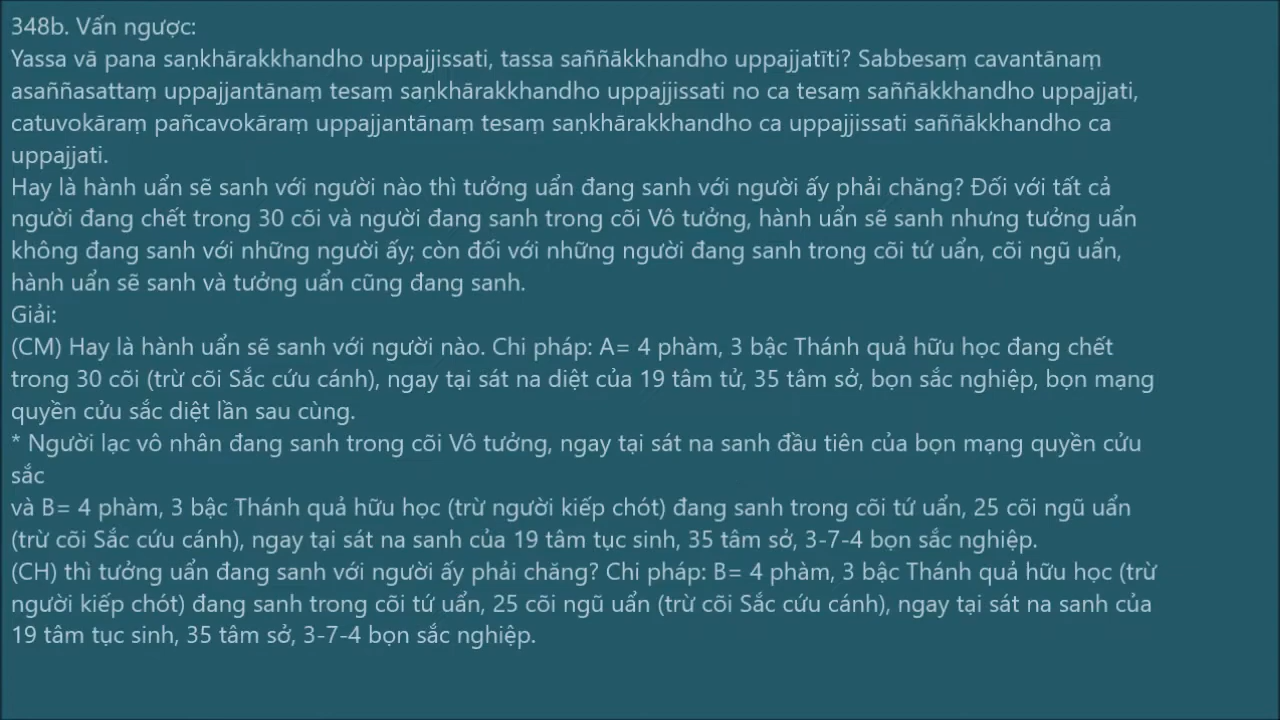 348b. Vấn ngược:
Yassa vā pana saṇkhārakkhandho uppajjissati, tassa saññākkhandho uppajjatīti? Sabbesaṃ cavantānaṃ
asaññasattaṃ uppajjantānaṃ tesaṃ saṇkhārakkhandho uppajjissati no ca tesaṃ saññākkhandho uppajjati,
catuvokāraṃ pañcavokāraṃ uppajjantānaṃ tesaṃ saṇkhārakkhandho ca uppajjissati saññākkhandho ca
uppajjati.
Hay là hành uẩn sẽ sanh với người nào thì tưởng uẩn đang sanh với người ấy phải chăng? Đối với tất cả
người đang chết trong 30 cõi và người đang sanh trong cõi Vô tưởng, hành uẩn sẽ sanh nhưng tưởng uẩn
không đang sanh với những người ấy; còn đối với những người đang sanh trong cõi tứ uẩn, cõi ngũ uẩn,
hành uẩn sẽ sanh và tưởng uẩn cũng đang sanh.
Giải:
(CM) Hay là hành uẩn sẽ sanh với người nào. Chi pháp: A= 4 phàm, 3 bậc Thánh quả hữu học đang chết
trong 30 cõi (trừ cõi Sắc cứu cánh), ngay tại sát na diệt của 19 tâm tử, 35 tâm sở, bọn sắc nghiệp, bọn mạng
quyền cửu sắc diệt lần sau cùng.
* Người lạc vô nhân đang sanh trong cõi Vô tưởng, ngay tại sát na sanh đầu tiên của bọn mạng quyền cửu
sắc
và B= 4 phàm, 3 bậc Thánh quả hữu học (trừ người kiếp chót) đang sanh trong cõi tứ uẩn, 25 cõi ngũ uẩn
(trừ cõi Sắc cứu cánh), ngay tại sát na sanh của 19 tâm tục sinh, 35 tâm sở, 3-7-4 bọn sắc nghiệp.
(CH) thì tưởng uẩn đang sanh với người ấy phải chăng? Chi pháp: B= 4 phàm, 3 bậc Thánh quả hữu học (trừ
người kiếp chót) đang sanh trong cõi tứ uẩn, 25 cõi ngũ uẩn (trừ cõi Sắc cứu cánh), ngay tại sát na sanh của
19 tâm tục sinh, 35 tâm sở, 3-7-4 bọn sắc nghiệp.